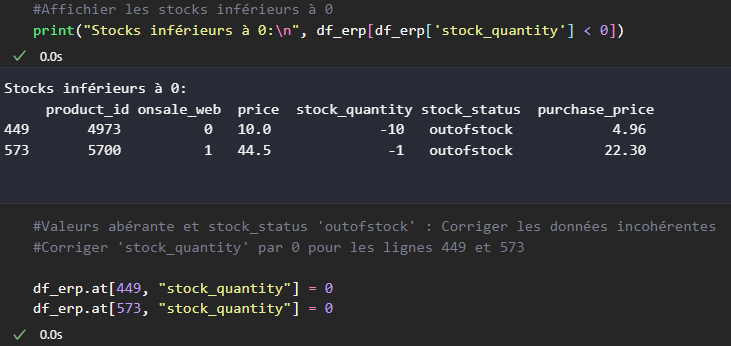 #Affichier les stocks inférieurs à 0
print("Stocks inférieurs à 0:\n", df_erp[df_erp['stock_quantity'] < 0])
0.0s
Stocks inférieurs à 0:
product_id onsale_web price stock_quantity stock_status purchase_price
449 4973 0 10.0 -10 outofstock 4.96
573 5700 1 44.5 -1 outofstock 22.30
#Valeurs abérante et stock_status 'outofstock' : Corriger les données incohérentes
#Corriger 'stock_quantity' par 0 pour les lignes 449 et 573
df_erp.at[449, "stock_quantity"] = 0
df_erp.at[573, "stock_quantity"] = 0
0.0s